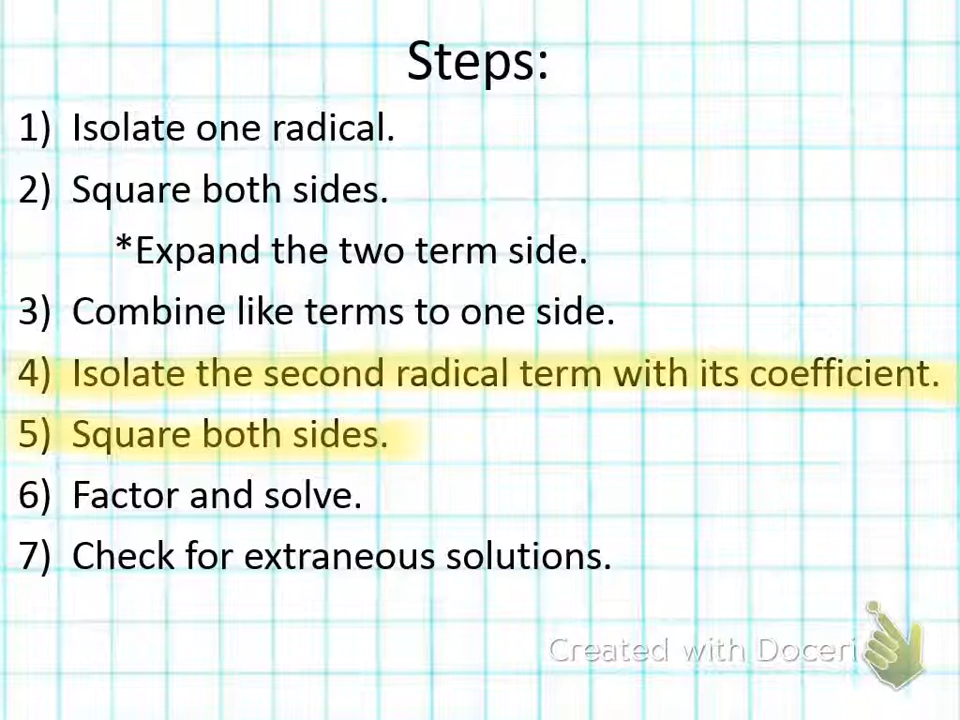 Steps:
1) Isolate one radical.
2) Square both sides.
*Expand the two term side.
3) Combine like terms to one side.
4) Isolate the second radical term with its coefficient.
5) Square both sides.
6) Factor and solve.
7) Check for extraneous solutions.
Created with Doceri